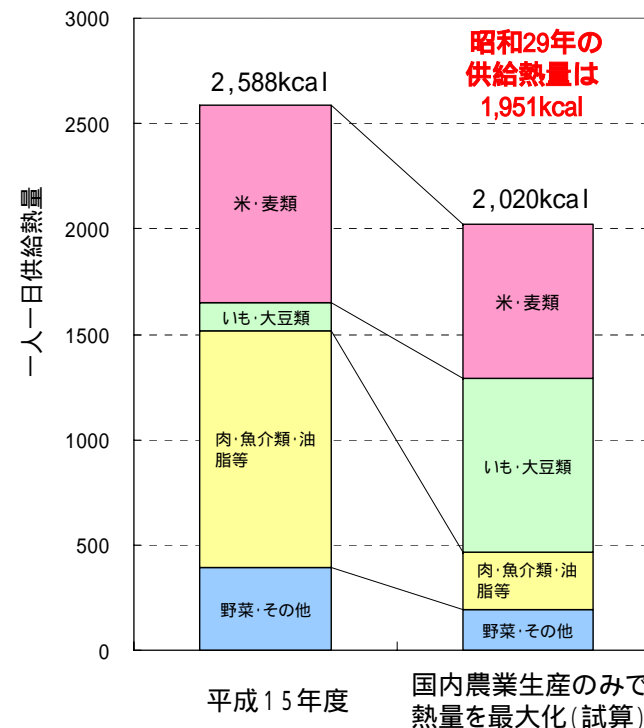 3000
2500
2000
1500
1000
500
0
一人一日供給熱量
昭和29年の
供給熱量は
1,951kcal
2,588kcal
米・麦類
いも・大豆類
肉・魚介類・油
脂等
野菜・その他
2,020kcal
米・麦類
いも・大豆類
肉・魚介類・油
脂等
野菜・その他
平成15年度
国内農業生産のみで
熱量を最大化(試算)